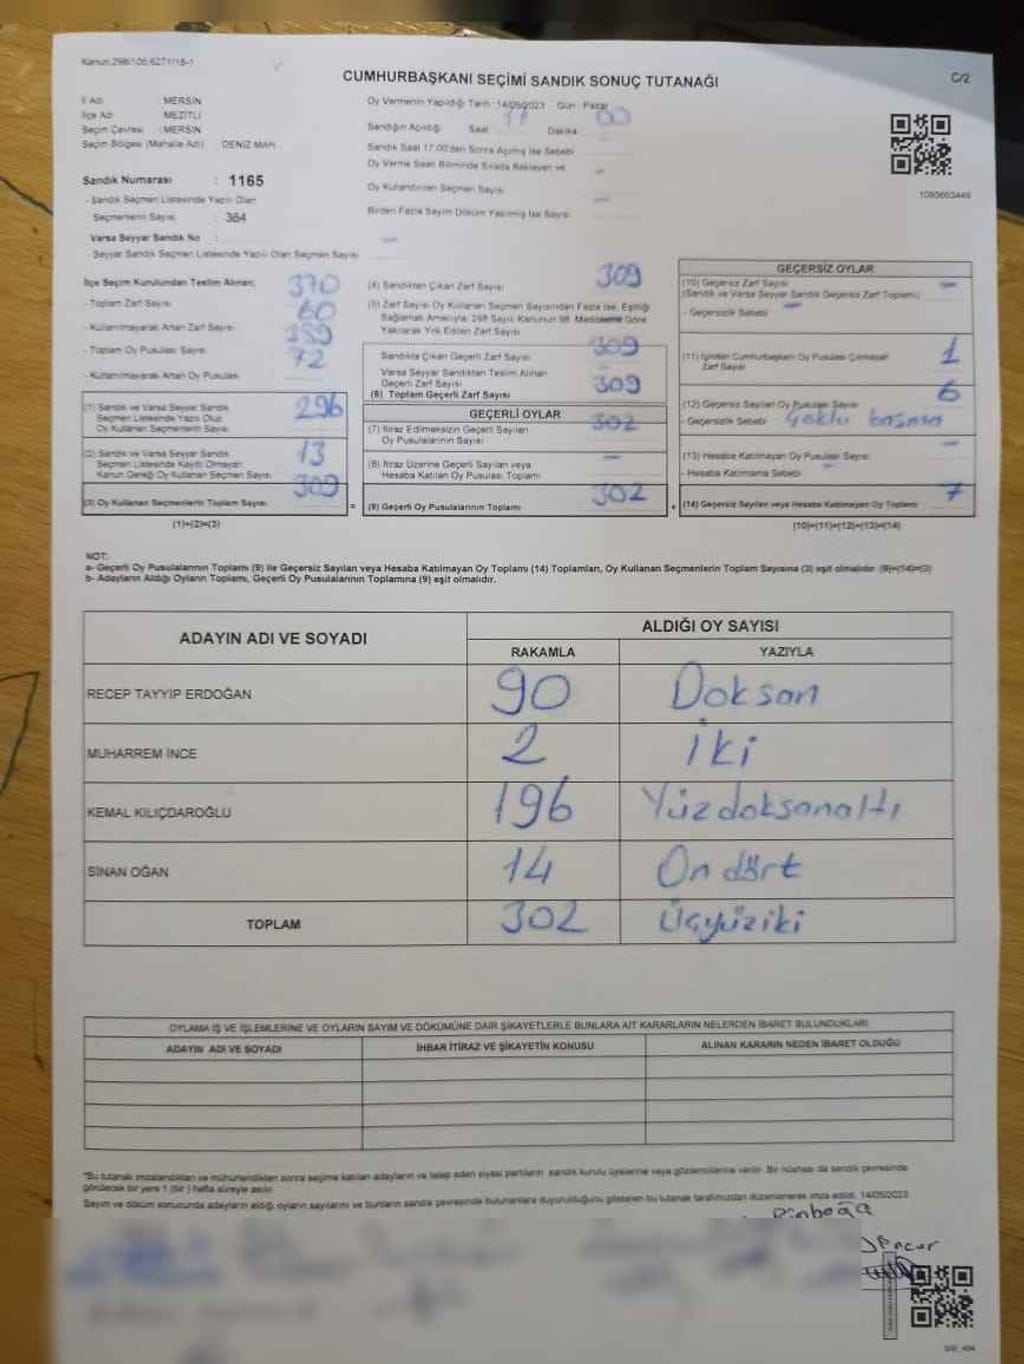 Kanun:298/105,6271/18-1
CUMHURBAŞKANI SEÇİMİ SANDIK SONUÇ TUTANAĞI
C/2
İl Adı MERSİN
İlçe Adı MEZİTLİ
Seçim Çevresi : MERSİN
Seçim Bölgesi (Mahalle Adı) DENİZ MAH.
Sandık Numarası : 1165
- Sandık Seçmen Listesinde Yazılı Olan
Seçmenlerin Sayısı 364
Varsa Seyyar Sandık No :
- Seyyar Sandık Seçmen Listesinde Yazılı Olan Seçmen Sayısı
Oy Vermenin Yapıldığı Tarih :14/05/2023 Gün : Pazar
Sandığın Açıldığı Saat 17 Dakika 00
Sandık Saat 17.00'den Sonra Açılmış İse Sebebi
Oy Verme Saati Bitiminde Sırada Bekleyen ve
Oy Kullandırılan Seçmen Sayısı
Birden Fazla Sayım Döküm Yapılmış İse Sayısı
1093663449
İlçe Seçim Kurulundan Teslim Alınan;
- Toplam Zarf Sayısı 370
- Kullanılmayarak Artan Zarf Sayısı 60
- Toplam Oy Pusulası Sayısı 389
- Kullanılmayarak Artan Oy Pusulası 72
(1) Sandık ve Varsa Seyyar Sandık
Seçmen Listesinde Yazılı Olup
Oy Kullanan Seçmenlerin Sayısı 296
(2) Sandık ve Varsa Seyyar Sandık
Seçmen Listesinde Kayıtlı Olmayan
Kanun Gereği Oy Kullanan Seçmen Sayısı 13
(3) Oy Kullanan Seçmenlerin Toplam Sayısı 309
(1)+(2)=(3)
(4) Sandıktan Çıkan Zarf Sayısı 309
(5) Zarf Sayısı Oy Kullanan Seçmen Sayısından Fazla İse, Eşitliği
Sağlamak Amacıyla, 298 Sayılı Kanunun 98. Maddesine Göre
Yakılarak Yok Edilen Zarf Sayısı
Sandıkta Çıkan Geçerli Zarf Sayısı 309
Varsa Seyyar Sandıktan Teslim Alınan
Geçerli Zarf Sayısı
(6) Toplam Geçerli Zarf Sayısı 309
GEÇERLİ OYLAR
(7) İtiraz Edilmeksizin Geçerli Sayılan
Oy Pusulalarının Sayısı 302
(8) İtiraz Üzerine Geçerli Sayılan veya
Hesaba Katılan Oy Pusulası Toplamı
=
(9) Geçerli Oy Pusulalarının Toplamı 302
+
GEÇERSİZ OYLAR
(10) Geçersiz Zarf Sayısı
(Sandık ve Varsa Seyyar Sandık Geçersiz Zarf Toplamı)
- Geçersizlik Sebebi
(11) İçinden Cumhurbaşkanı Oy Pusulası Çıkmayan
Zarf Sayısı 1
(12) Geçersiz Sayılan Oy Pusulası Sayısı 6
- Geçersizlik Sebebi Çoklu basma
(13) Hesaba Katılmayan Oy Pusula Sayısı
- Hesaba Katılmama Sebebi
(14) Geçersiz Sayılan veya Hesaba Katılmayan Oy Toplamı 7
(10)+(11)+(12)+(13)=(14)
NOT:
a- Geçerli Oy Pusulalarının Toplamı (9) ile Geçersiz Sayılan veya Hesaba Katılmayan Oy Toplamı (14) Toplamları, Oy Kullanan Seçmenlerin Toplam Sayısına (3) eşit olmalıdır. (9)+(14)=(3)
b- Adayların Aldığı Oyların Toplamı, Geçerli Oy Pusulalarının Toplamına (9) eşit olmalıdır.
ADAYIN ADI VE SOYADI
ALDIĞI OY SAYISI
RAKAMLA YAZIYLA
RECEP TAYYİP ERDOĞAN 90 Doksan
MUHARREM İNCE 2 İki
KEMAL KILIÇDAROĞLU 196 Yüzdoksanaltı
SİNAN OĞAN 14 On dört
TOPLAM 302 Üçyüziki
OYLAMA İŞ VE İŞLEMLERİNE VE OYLARIN SAYIM VE DÖKÜMÜNE DAİR ŞİKAYETLERLE BUNLARA AİT KARARLARIN NELERDEN İBARET BULUNDUKLARI
ADAYIN ADI VE SOYADI İHBAR İTİRAZ VE ŞİKAYETİN KONUSU ALINAN KARARIN NEDEN İBARET OLDUĞU
*Bu tutanak imzalandıktan ve mühürlendikten sonra seçime katılan adayların ve talep eden siyasi partilerin sandık kurulu üyelerine veya gözlemcilerine verilir. Bir nüshası da sandık çevresinde
görülecek bir yere 1 (bir) hafta süreyle asılır.
Sayım ve döküm sonucunda adayların aldığı oyların sayılarını ve bunların sandık çevresinde bulunanlara duyurulduğunu gösteren bu tutanak tarafımızdan düzenlenerek imza edildi. 14/05/2023